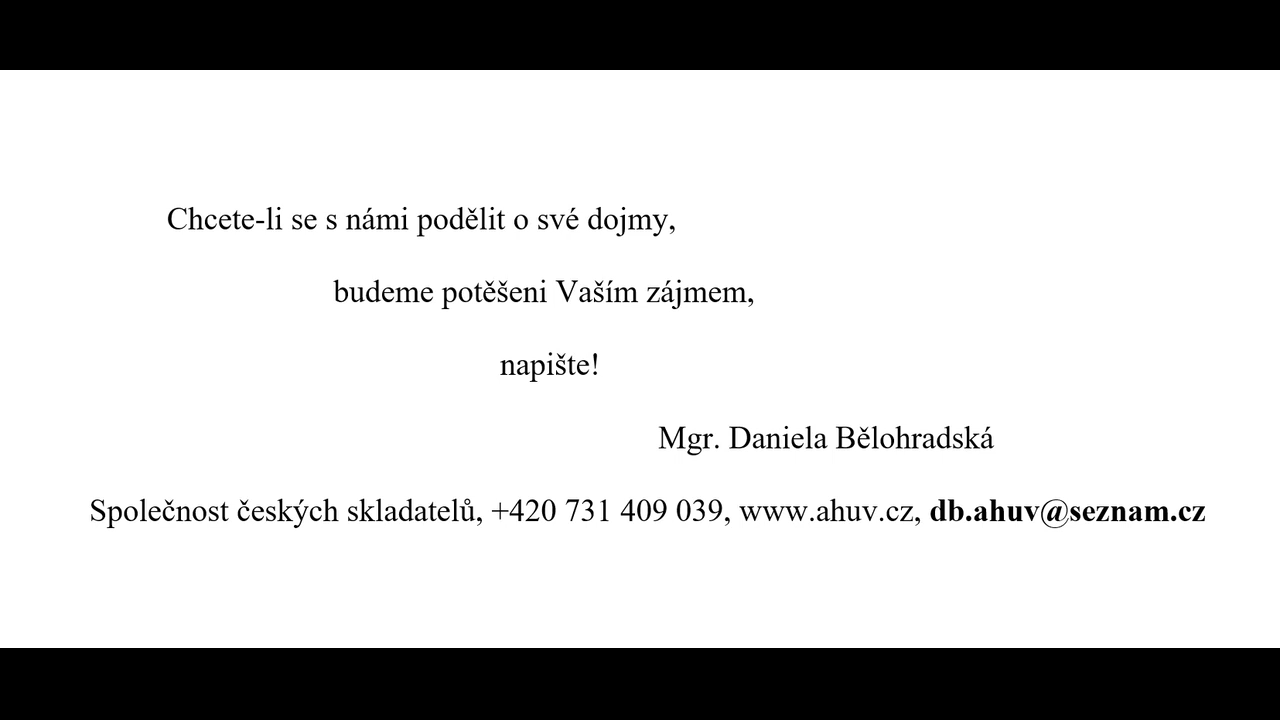 Chcete-li se s námi podělit o své dojmy,
budeme potěšeni Vaším zájmem,
napište!
Mgr. Daniela Bělohradská
Společnost českých skladatelů, +420 731 409 039, www.ahuv.cz, db.ahuv@seznam.cz